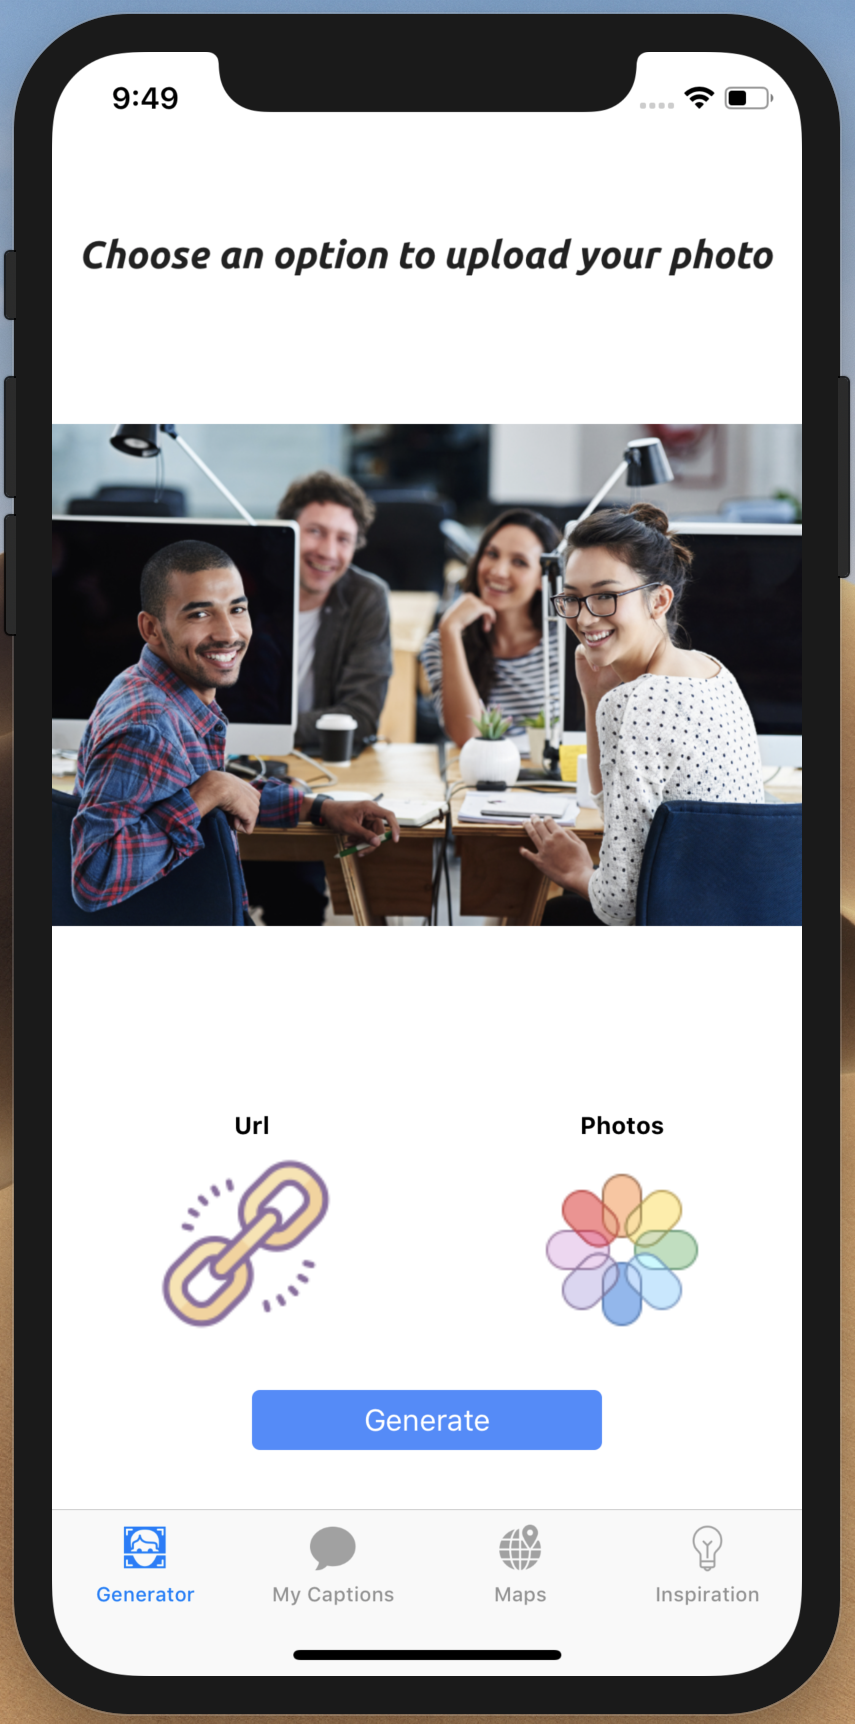 9:49
Choose an option to upload your photo
Url
Photos
Generate
Generator
My Captions
Maps
Inspiration